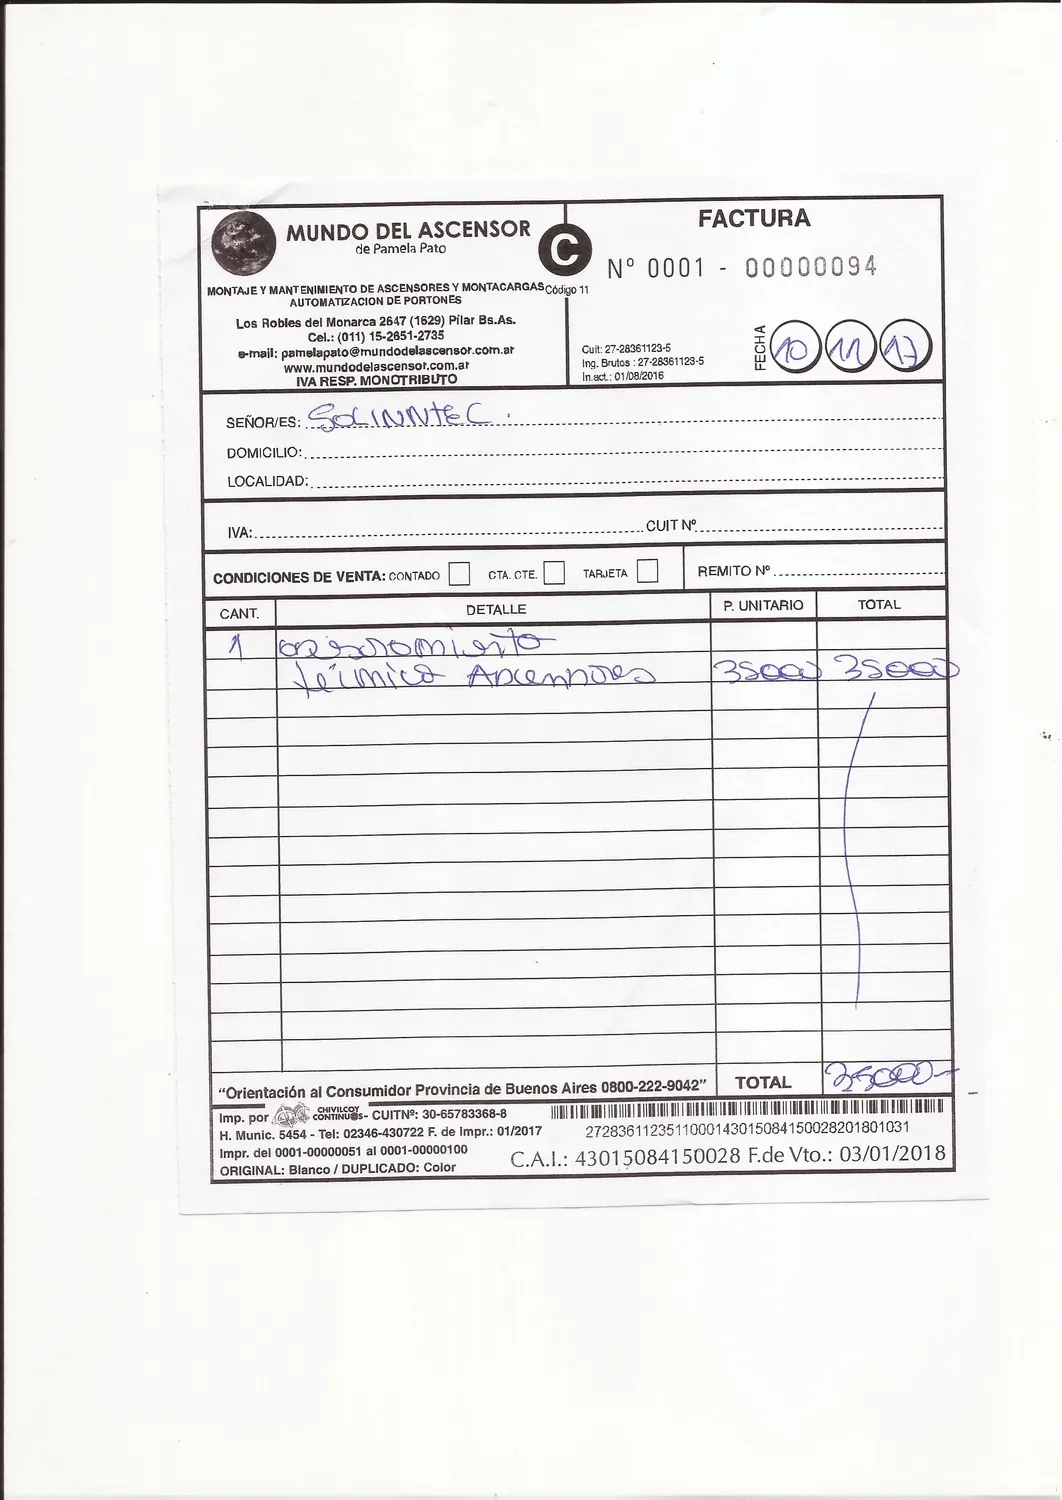 MUNDO DEL ASCENSOR
de Pamela Pato
MONTAJE Y MANTENIMIENTO DE ASCENSORES Y MONTACARGAS
AUTOMATIZACION DE PORTONES
Los Robles del Monarca 2647 (1629) Pilar Bs.As.
Cel.: (011) 15-2651-2735
e-mail: pamelapato@mundodelascensor.com.ar
www.mundodelascensor.com.ar
IVA RESP. MONOTRIBUTO
C
Código 11
FACTURA
Nº 0001 - 00000094
FECHA 10 11 17
Cuit: 27-28361123-5
Ing. Brutos : 27-28361123-5
In.act.: 01/08/2016
SEÑOR/ES: SOLINNTEC.
DOMICILIO:
LOCALIDAD:
IVA: CUIT Nº
CONDICIONES DE VENTA: CONTADO CTA. CTE. TARJETA REMITO Nº
CANT. DETALLE P. UNITARIO TOTAL
1 asesoramiento
técnico Ascensores 35000 35000
"Orientación al Consumidor Provincia de Buenos Aires 0800-222-9042" TOTAL 35000-
Imp. por CHIVILCOY CONTINUOS - CUITNº: 30-65783368-8
H. Munic. 5454 - Tel: 02346-430722 F. de Impr.: 01/2017
Impr. del 0001-00000051 al 0001-00000100
ORIGINAL: Blanco / DUPLICADO: Color
2728361123511000143015084150028201801031
C.A.I.: 43015084150028 F.de Vto.: 03/01/2018